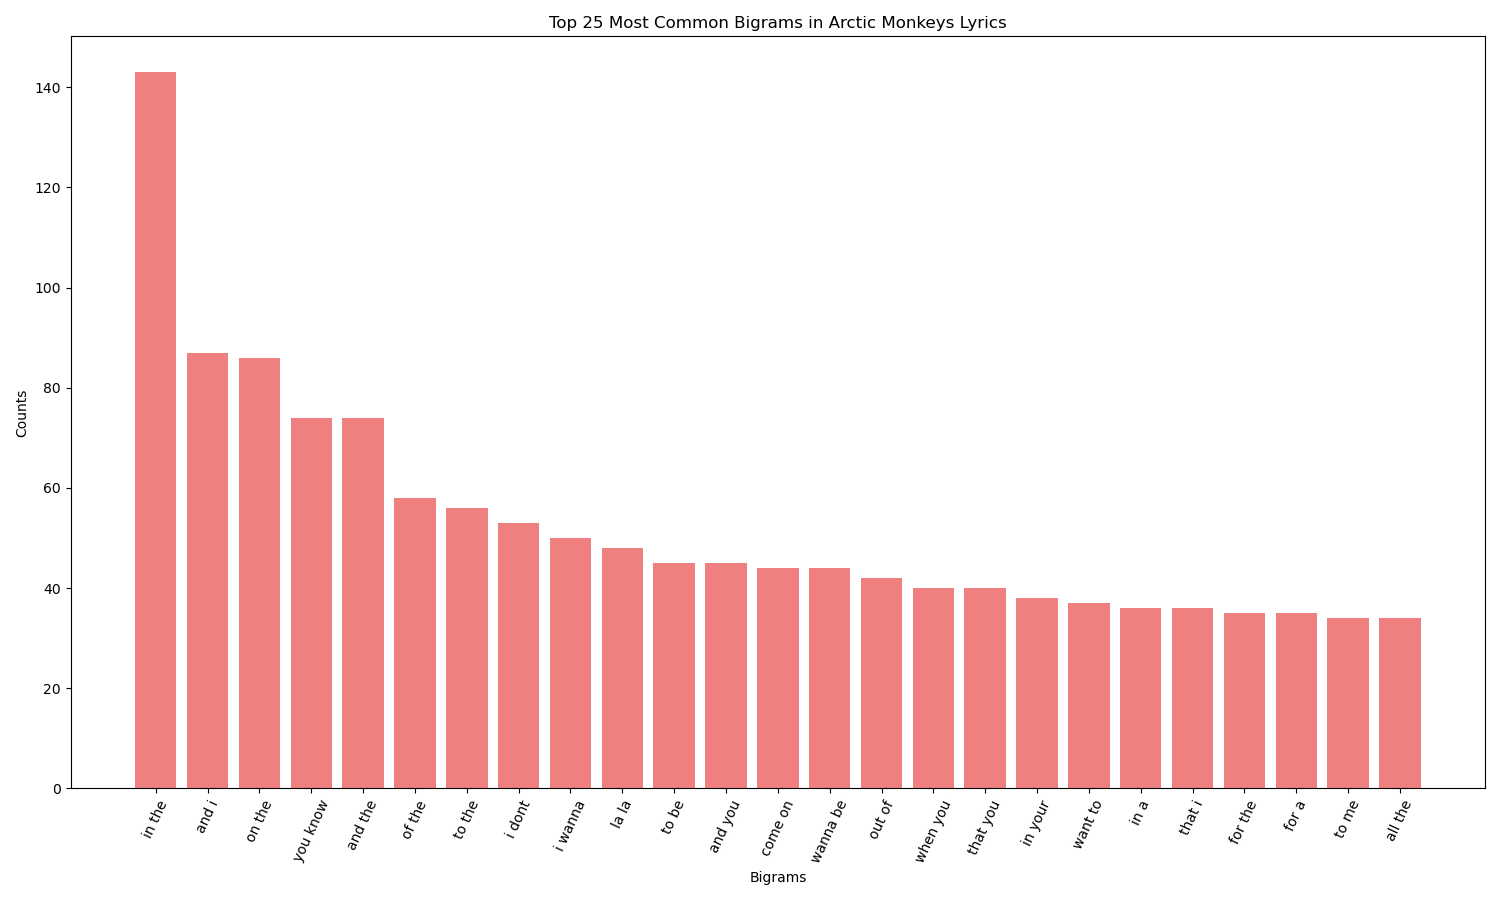 Top 25 Most Common Bigrams in Arctic Monkeys Lyrics
140
120
100
80
60
40
20
0
Counts
in the
and i
on the
you know
and the
of the
to the
i dont
i wanna
la la
to be
and you
come on
wanna be
out of
when you
that you
in your
want to
in a
that i
for the
for a
to me
all the
Bigrams